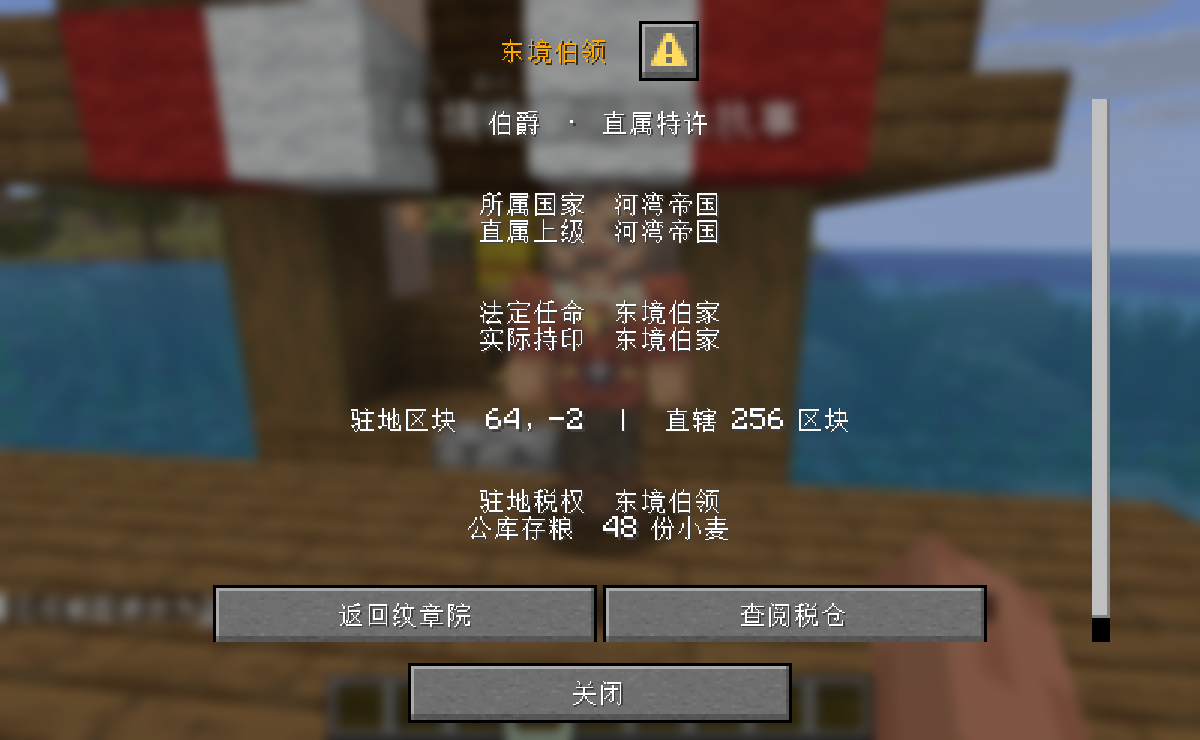 东境伯领
伯爵 · 直属特许
所属国家 河湾帝国
直属上级 河湾帝国
法定任命 东境伯家
实际持印 东境伯家
驻地区块 64, -2 | 直辖 256 区块
驻地税权 东境伯领
公库存粮 48 份小麦
返回纹章院
查阅税仓
关闭